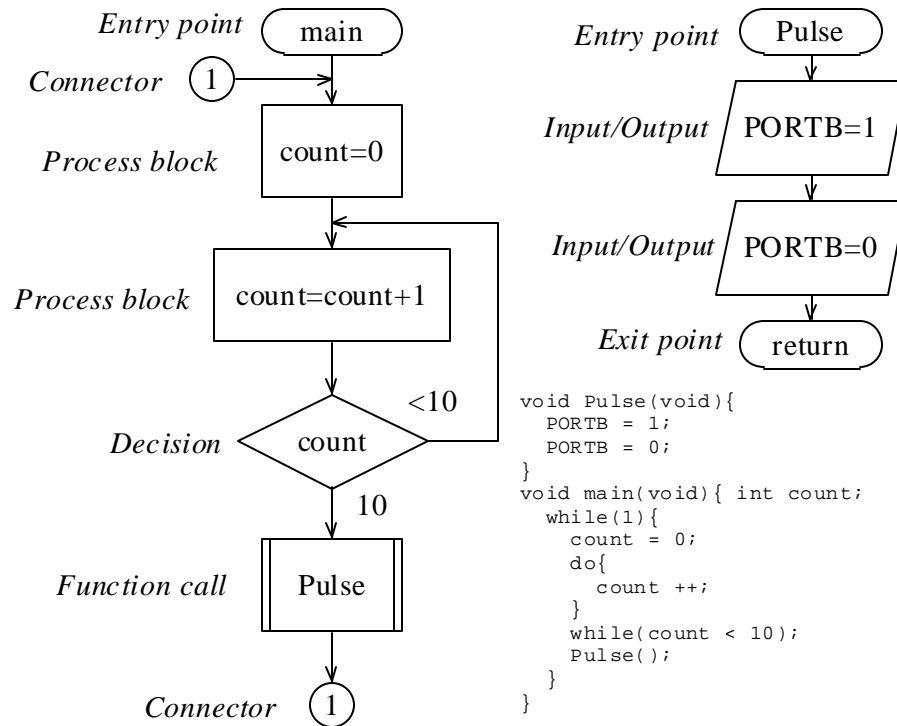 Entry point main
Connector 1
Process block count=0
Process block count=count+1
<10
Decision count
10
Function call Pulse
Connector 1
Entry point Pulse
Input/Output PORTB=1
Input/Output PORTB=0
Exit point return
void Pulse(void){
PORTB = 1;
PORTB = 0;
}
void main(void){ int count;
while(1){
count = 0;
do{
count ++;
}
while(count < 10);
Pulse();
}
}